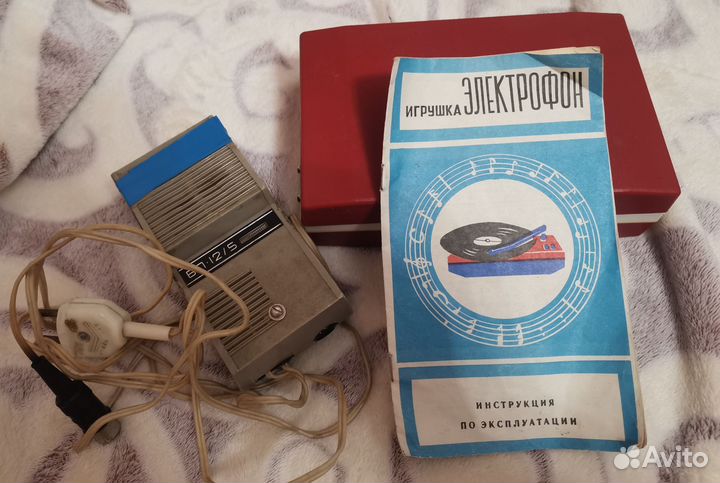 ИГРУШКА ЭЛЕКТРОФОН
БП·12/5
ИНСТРУКЦИЯ
ПО ЭКСПЛУАТАЦИИ
Avito